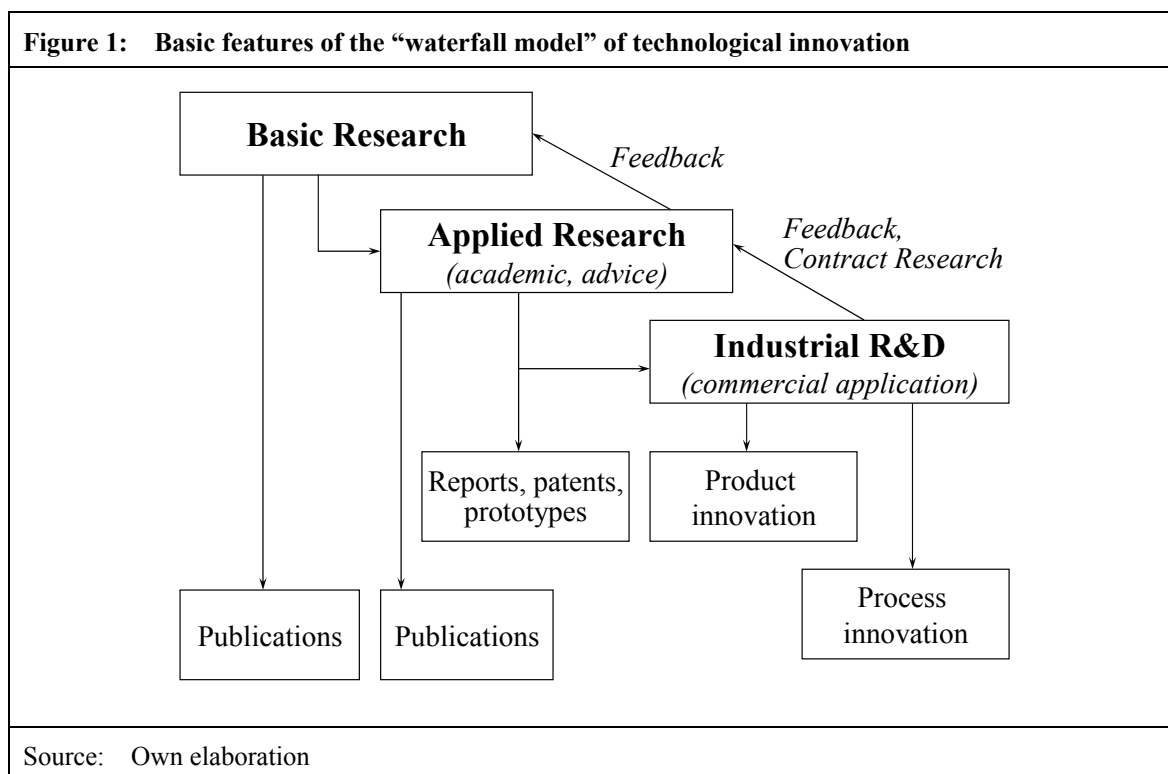 Figure 1: Basic features of the “waterfall model” of technological innovation
Basic Research
Feedback
Applied Research
(academic, advice)
Feedback,
Contract Research
Industrial R&D
(commercial application)
Reports, patents,
prototypes
Product
innovation
Publications
Publications
Process
innovation
Source: Own elaboration